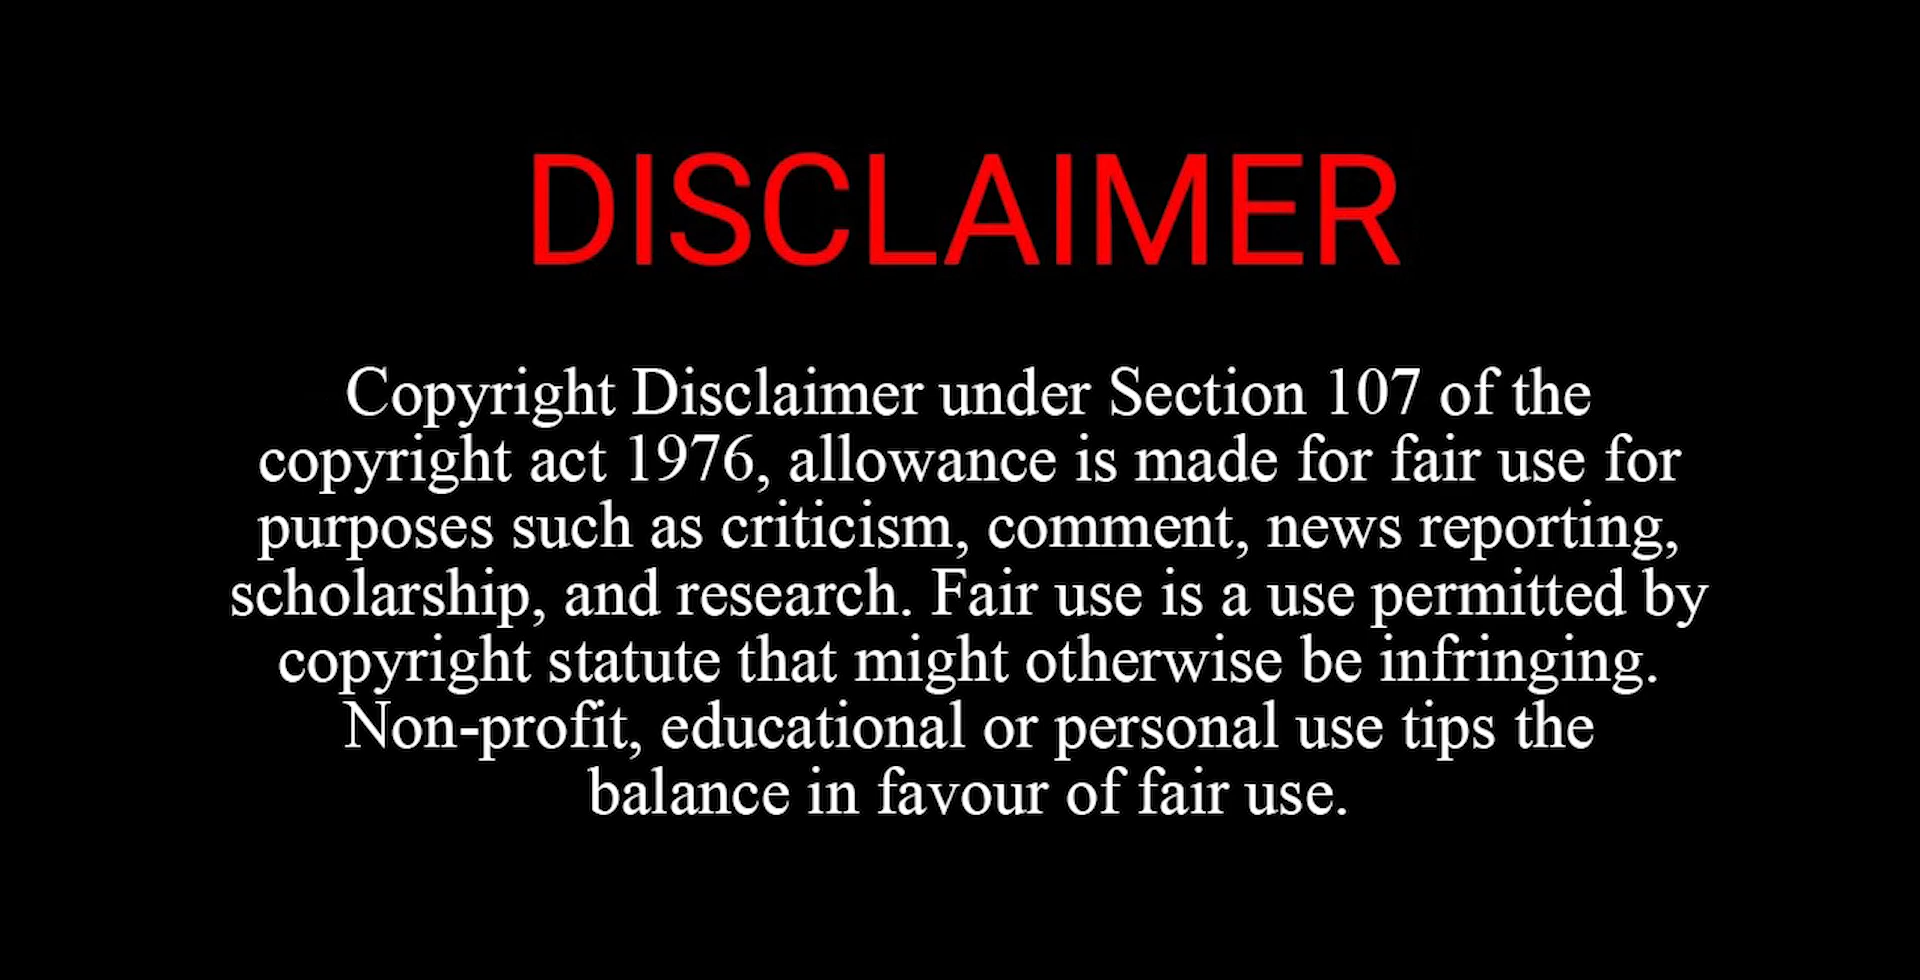 DISCLAIMER
Copyright Disclaimer under Section 107 of the
copyright act 1976, allowance is made for fair use for
purposes such as criticism, comment, news reporting,
scholarship, and research. Fair use is a use permitted by
copyright statute that might otherwise be infringing.
Non-profit, educational or personal use tips the
balance in favour of fair use.